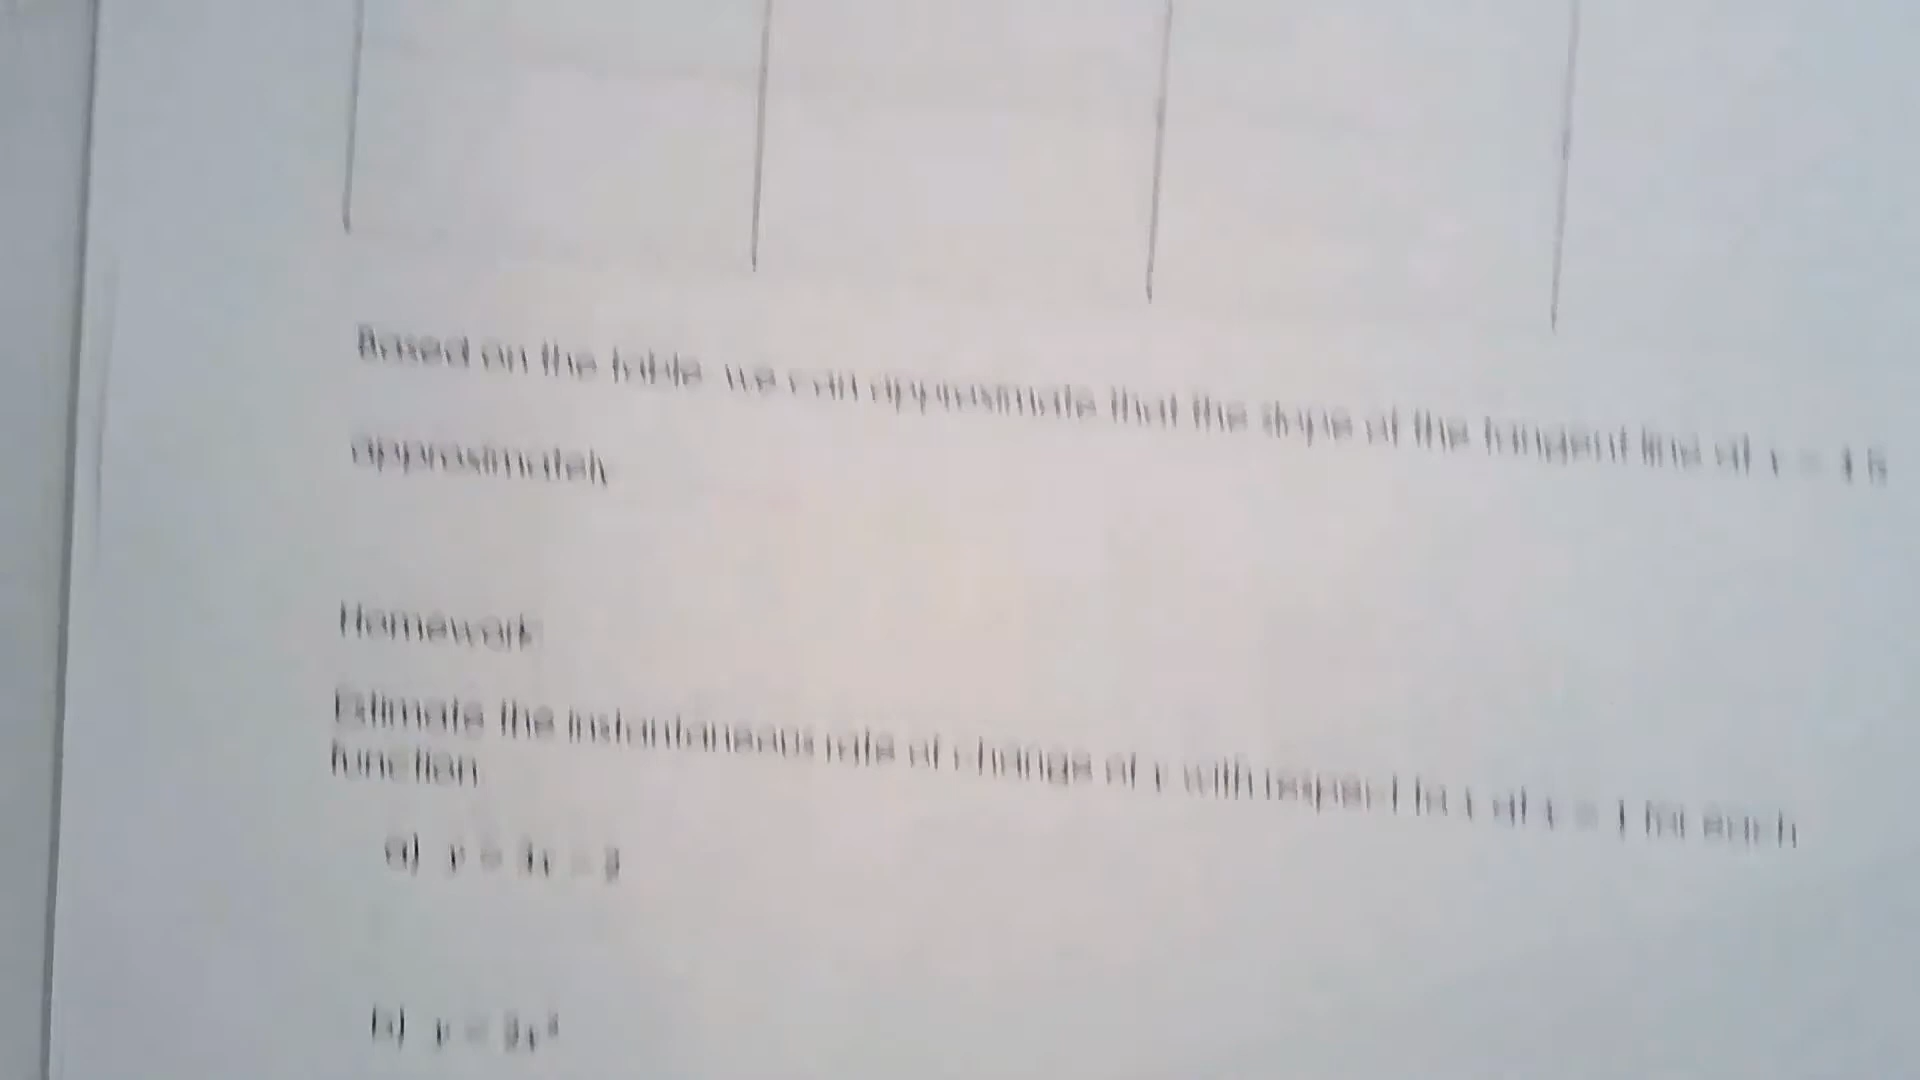 Based on the table we can approximate that the slope of the tangent line at x =
approximately
Homework
Estimate the instantaneous rate of change of y with respect to x at x = 1 for each
function
a) y =
b) y =